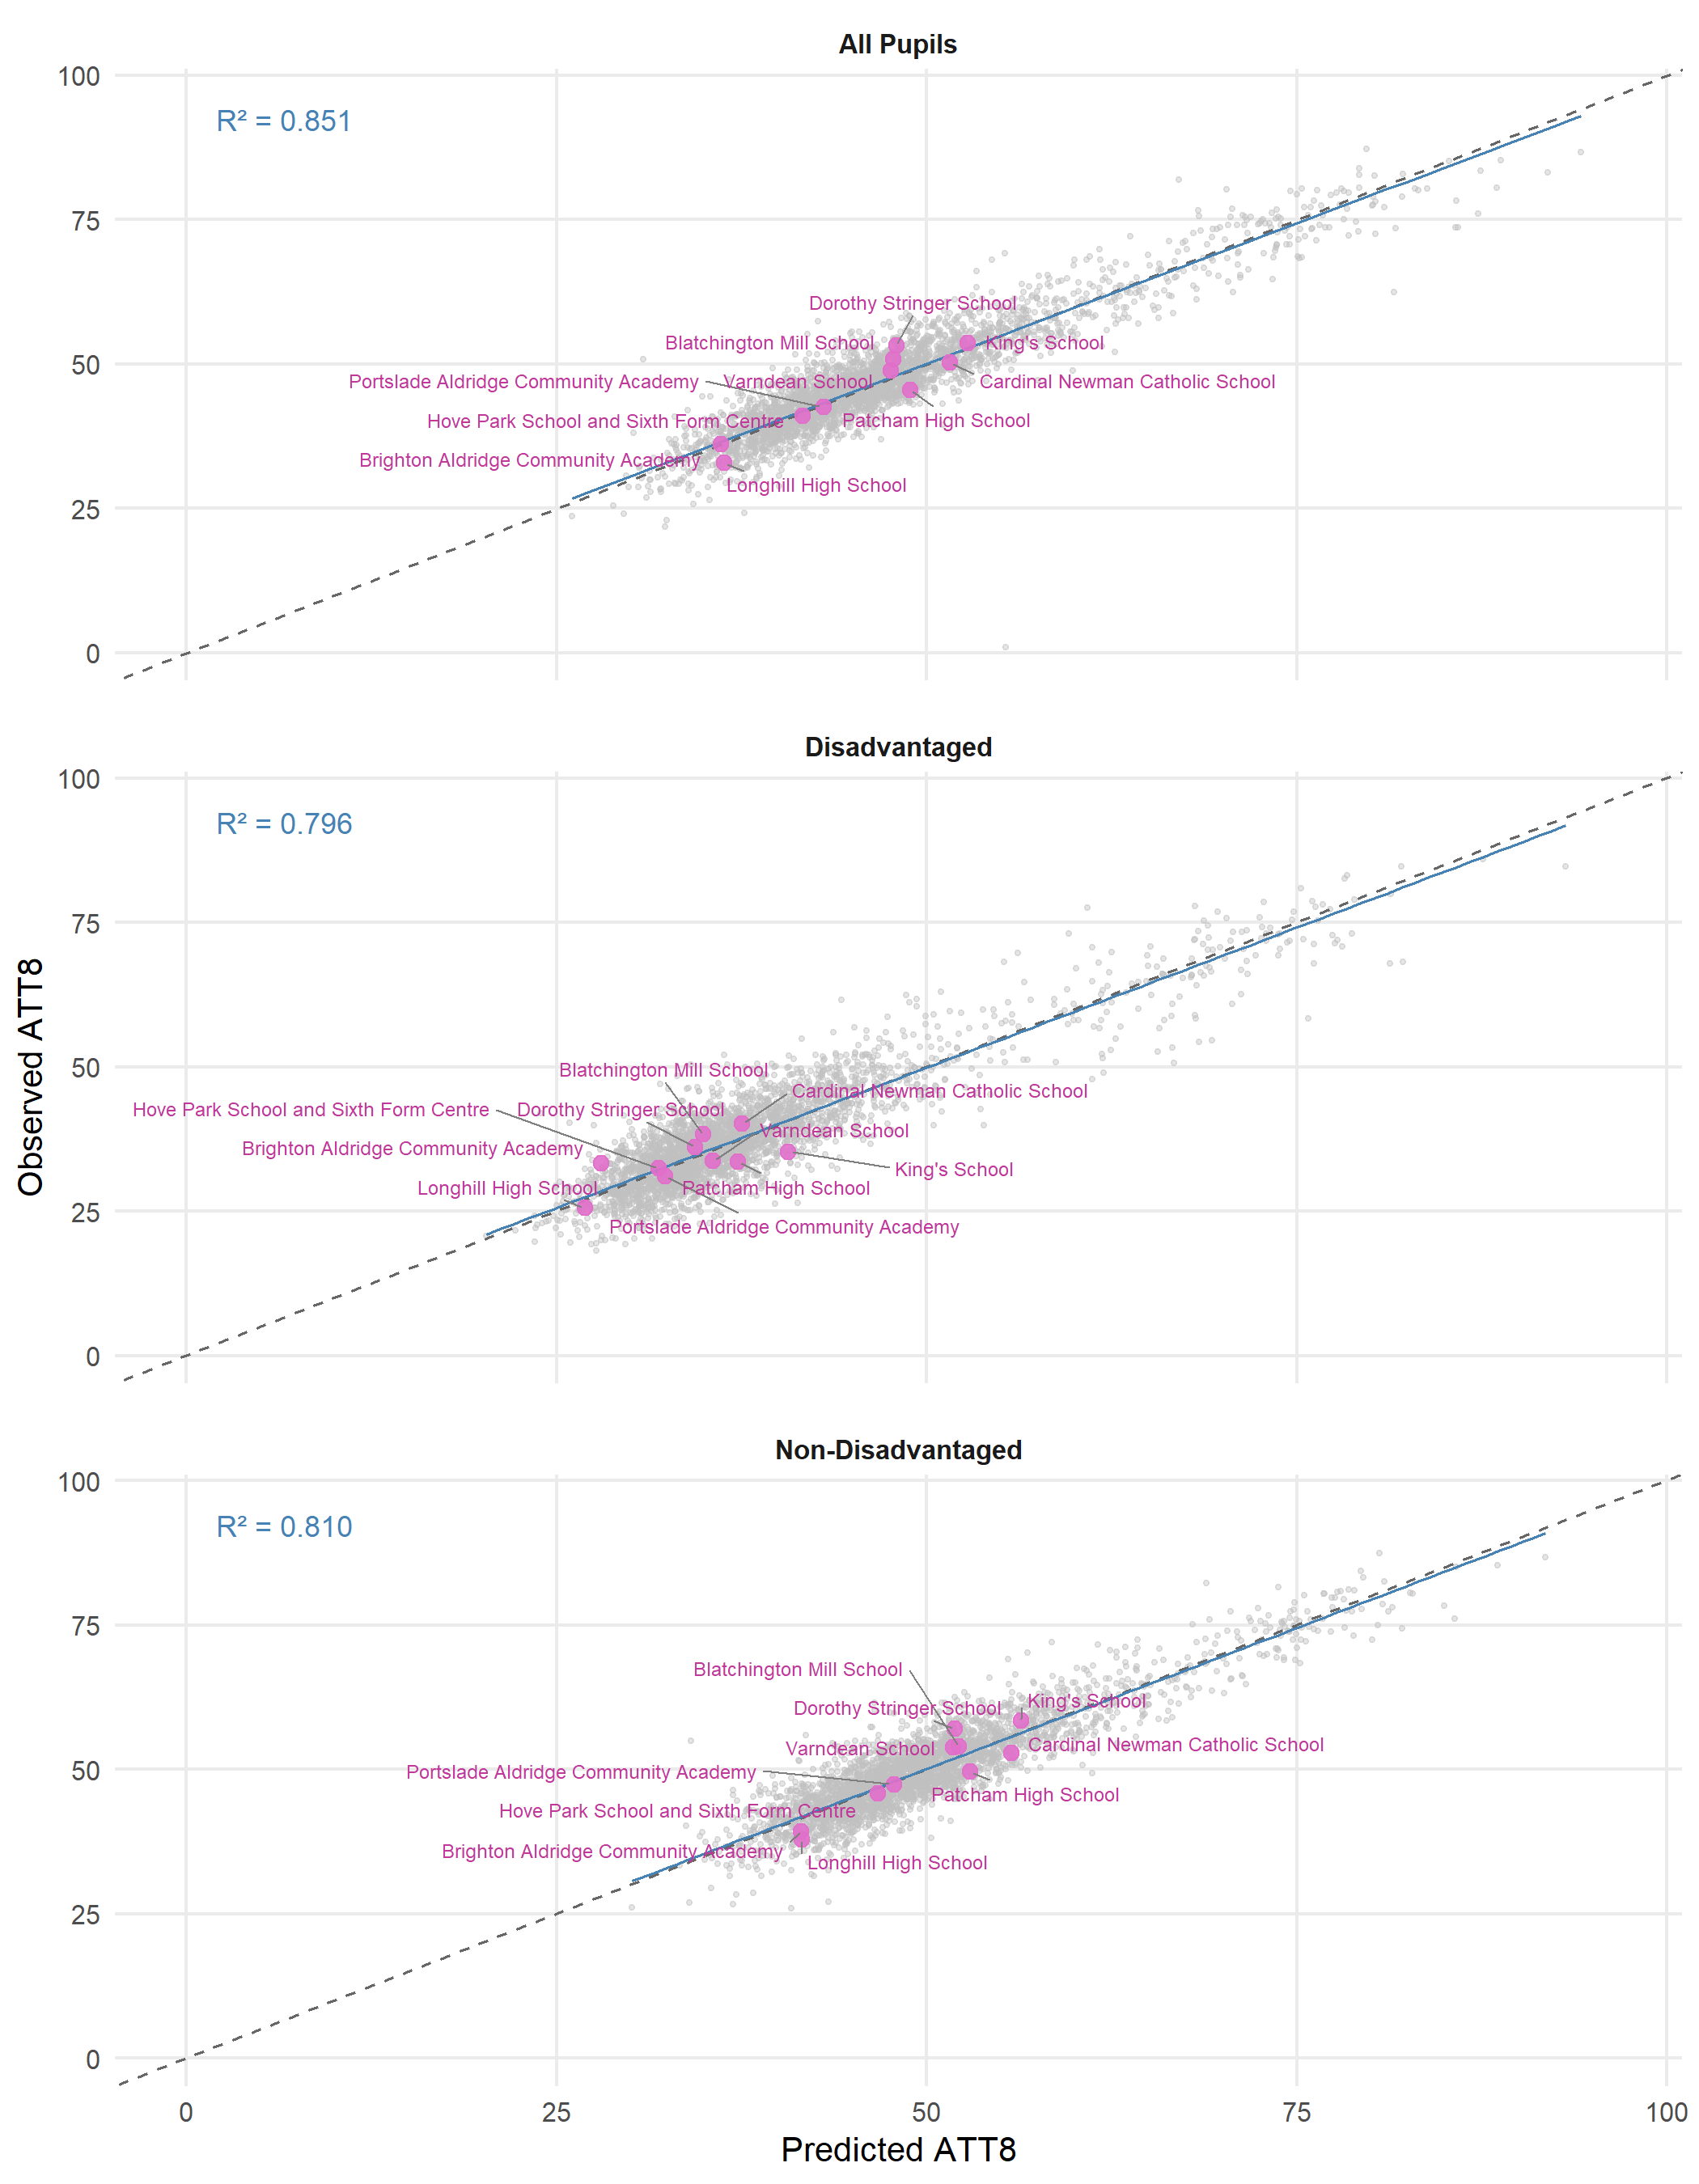 All Pupils
100
R² = 0.851
75
Dorothy Stringer School
Blatchington Mill School
King's School
50
Portslade Aldridge Community Academy
Varndean School
Cardinal Newman Catholic School
Hove Park School and Sixth Form Centre
Patcham High School
Brighton Aldridge Community Academy
Longhill High School
25
0
Disadvantaged
100
R² = 0.796
75
Observed ATT8
50
Blatchington Mill School
Cardinal Newman Catholic School
Hove Park School and Sixth Form Centre
Dorothy Stringer School
Varndean School
Brighton Aldridge Community Academy
King's School
Longhill High School
Patcham High School
25
Portslade Aldridge Community Academy
0
Non-Disadvantaged
100
R² = 0.810
75
Blatchington Mill School
King's School
Dorothy Stringer School
Varndean School
Cardinal Newman Catholic School
50
Portslade Aldridge Community Academy
Patcham High School
Hove Park School and Sixth Form Centre
Brighton Aldridge Community Academy
Longhill High School
25
0
0
25
50
75
100
Predicted ATT8